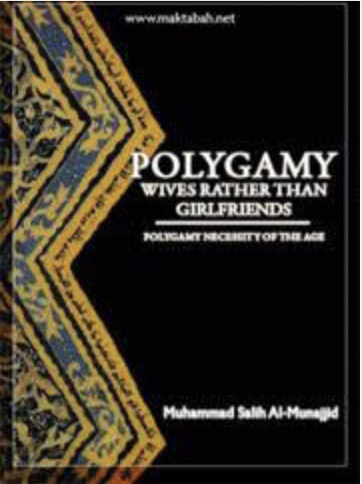 www.maktabah.net
POLYGAMY
WIVES RATHER THAN
GIRLFRIENDS
POLYGAMY NECESSITY OF THE AGE
Muhammad Salih Al-Munajjid